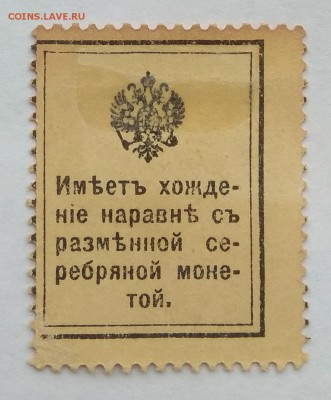 COINS.LAVE.RU
Имѣетъ хожде-
ніе наравнѣ съ
размѣнной се-
ребряной моне-
той.